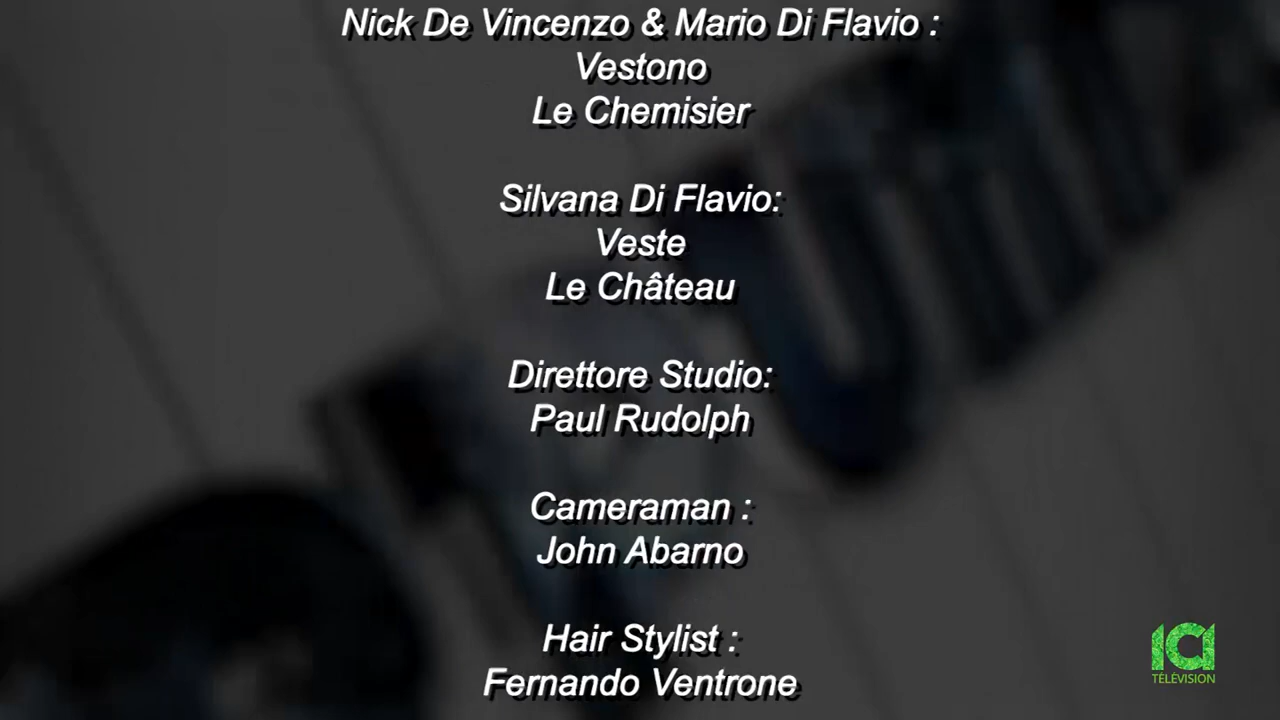 Nick De Vincenzo & Mario Di Flavio :
Vestono
Le Chemisier
Silvana Di Flavio:
Veste
Le Château
Direttore Studio:
Paul Rudolph
Cameraman :
John Abarno
Hair Stylist :
Fernando Ventrone
ICI
TÉLÉVISION